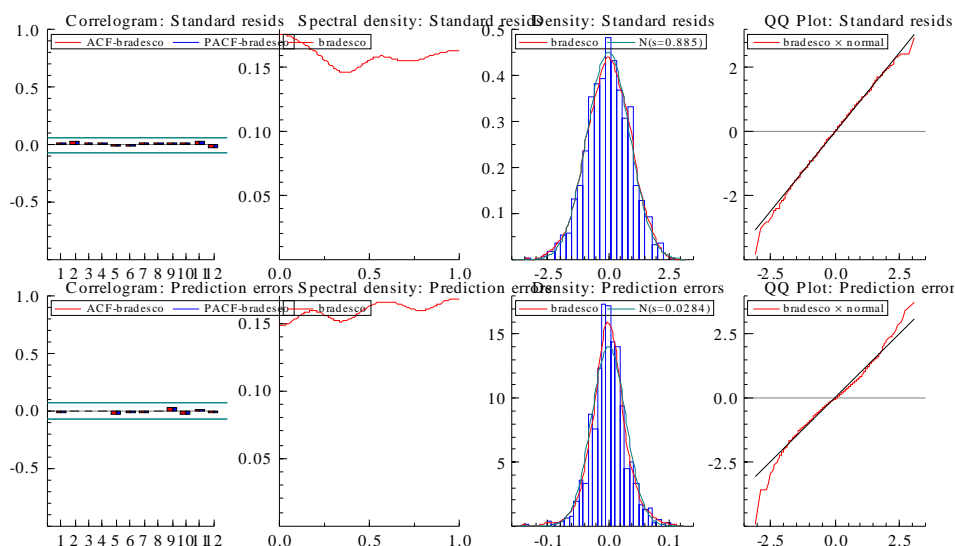 Correlogram: Standard resids
ACF-bradesco PACF-bradesco
1.0
0.5
0.0
-0.5
1 2 3 4 5 6 7 8 9 10 11 12
Spectral density: Standard resids
bradesco
0.15
0.10
0.05
0.0 0.5 1.0
Density: Standard resids
bradesco N(s=0.885)
0.5
0.4
0.3
0.2
0.1
-2.5 0.0 2.5
QQ Plot: Standard resids
bradesco × normal
2
0
-2
-2.5 0.0 2.5
Correlogram: Prediction errors
ACF-bradesco PACF-bradesco
1.0
0.5
0.0
-0.5
1 2 3 4 5 6 7 8 9 10 11 12
Spectral density: Prediction errors
bradesco
0.15
0.10
0.05
0.0 0.5 1.0
Density: Prediction errors
bradesco N(s=0.0284)
15
10
5
-0.1 0.0 0.1
QQ Plot: Prediction errors
bradesco × normal
2.5
0.0
-2.5
-2.5 0.0 2.5